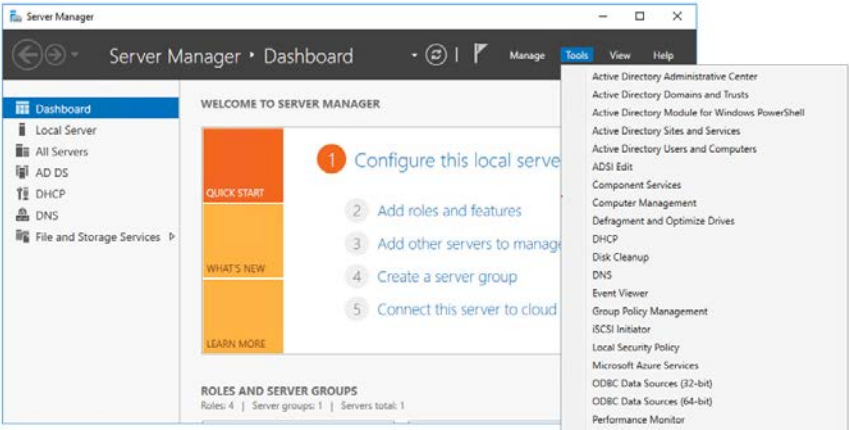 Server Manager
Server Manager • Dashboard
Manage Tools View Help
Dashboard
Local Server
All Servers
AD DS
DHCP
DNS
File and Storage Services
WELCOME TO SERVER MANAGER
QUICK START
WHAT'S NEW
LEARN MORE
1 Configure this local serve
2 Add roles and features
3 Add other servers to manage
4 Create a server group
5 Connect this server to cloud
ROLES AND SERVER GROUPS
Roles: 4 | Server groups: 1 | Servers total: 1
Active Directory Administrative Center
Active Directory Domains and Trusts
Active Directory Module for Windows PowerShell
Active Directory Sites and Services
Active Directory Users and Computers
ADSI Edit
Component Services
Computer Management
Defragment and Optimize Drives
DHCP
Disk Cleanup
DNS
Event Viewer
Group Policy Management
iSCSI Initiator
Local Security Policy
Microsoft Azure Services
ODBC Data Sources (32-bit)
ODBC Data Sources (64-bit)
Performance Monitor